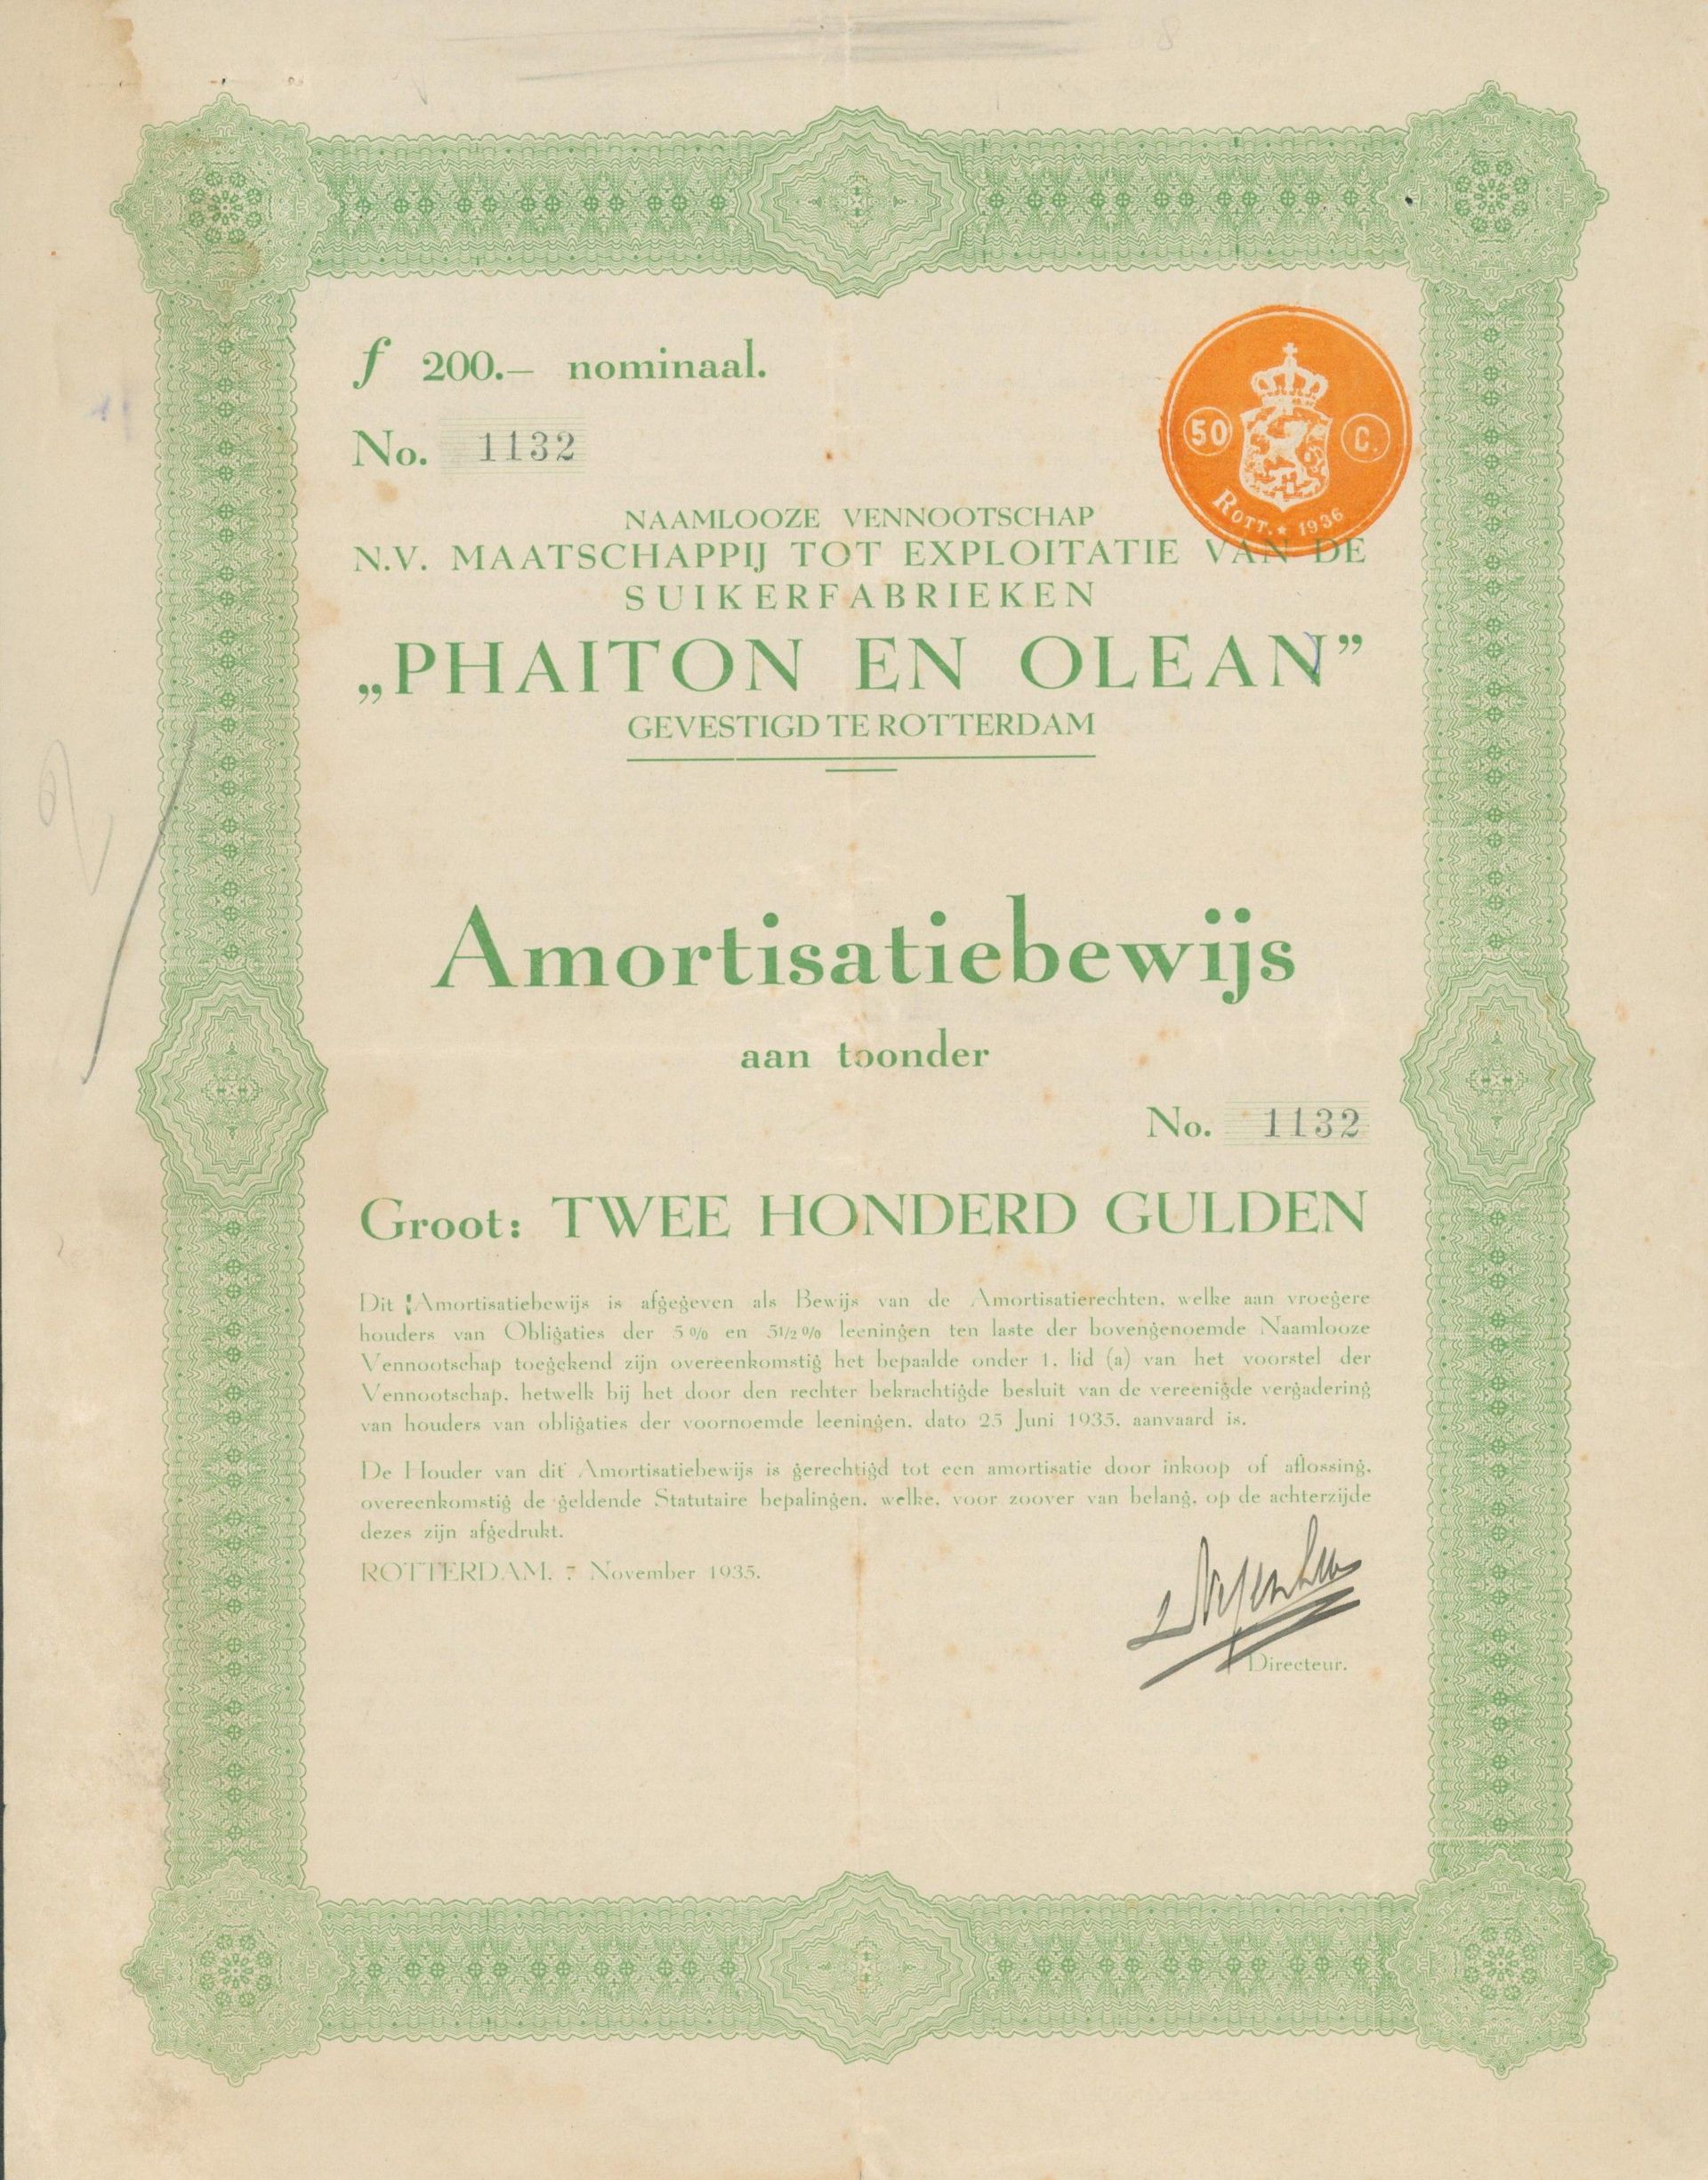 f 200.— nominaal.
No. 1132
50 C.
ROTT. ★ 1936
NAAMLOOZE VENNOOTSCHAP
N.V. MAATSCHAPPIJ TOT EXPLOITATIE VAN DE
SUIKERFABRIEKEN
„PHAITON EN OLEAN”
GEVESTIGD TE ROTTERDAM
Amortisatiebewijs
aan toonder
No. 1132
Groot: TWEE HONDERD GULDEN
Dit Amortisatiebewijs is afgegeven als Bewijs van de Amortisatierechten, welke aan vroegere
houders van Obligaties der 5 % en 5 1/2 % leeningen ten laste der bovengenoemde Naamlooze
Vennootschap toegekend zijn overeenkomstig het bepaalde onder 1, lid (a) van het voorstel der
Vennootschap, hetwelk bij het door den rechter bekrachtigde besluit van de vereenigde vergadering
van houders van obligaties der voornoemde leeningen, dato 25 Juni 1935, aanvaard is.
De Houder van dit Amortisatiebewijs is gerechtigd tot een amortisatie door inkoop of aflossing,
overeenkomstig de geldende Statutaire bepalingen, welke, voor zoover van belang, op de achterzijde
dezes zijn afgedrukt.
ROTTERDAM, 7 November 1935.
Directeur.